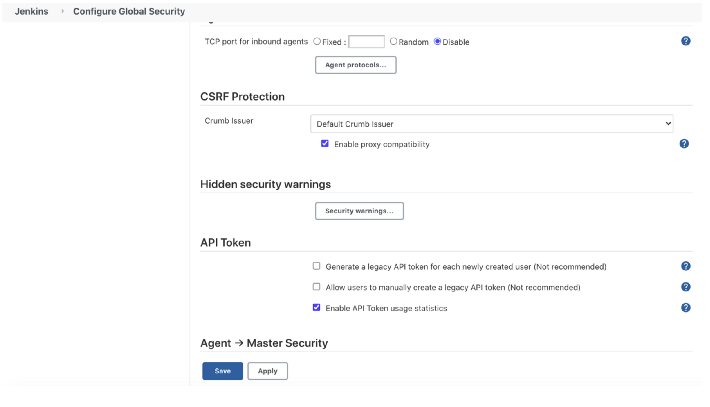 Jenkins › Configure Global Security
TCP port for inbound agents Fixed : Random Disable
Agent protocols...
CSRF Protection
Crumb Issuer
Default Crumb Issuer
Enable proxy compatibility
Hidden security warnings
Security warnings...
API Token
Generate a legacy API token for each newly created user (Not recommended)
Allow users to manually create a legacy API token (Not recommended)
Enable API Token usage statistics
Agent → Master Security
Save Apply